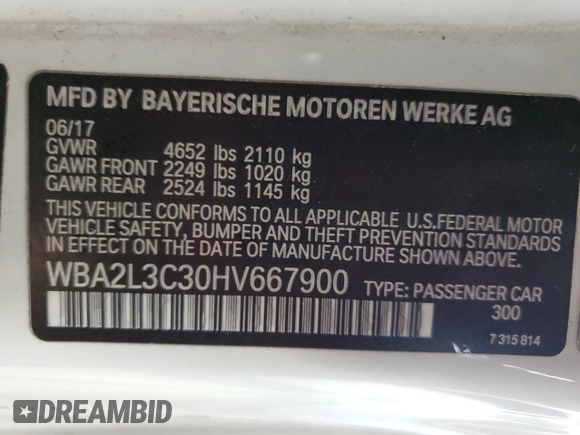 MFD BY BAYERISCHE MOTOREN WERKE AG
06/17
GVWR 4652 lbs 2110 kg
GAWR FRONT 2249 lbs 1020 kg
GAWR REAR 2524 lbs 1145 kg
THIS VEHICLE CONFORMS TO ALL APPLICABLE U.S.FEDERAL MOTOR
VEHICLE SAFETY, BUMPER AND THEFT PREVENTION STANDARDS
IN EFFECT ON THE DATE OF MANUFACTURE SHOWN ABOVE.
WBA2L3C30HV667900 TYPE: PASSENGER CAR
300
7315814
DREAMBID